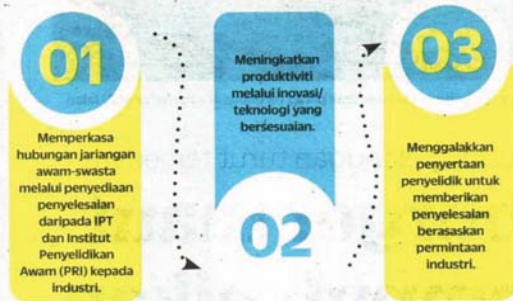 01
Memperkasa
hubungan jaringan
awam-swasta
melalui penyediaan
penyelesaian
daripada IPT
dan Institut
Penyelidikan
Awam (PRI) kepada
industri.
Meningkatkan
produktiviti
melalui inovasi/
teknologi yang
bersesuaian.
02
03
Menggalakkan
penyertaan
penyelidik untuk
memberikan
penyelesaian
berasaskan
permintaan
industri.